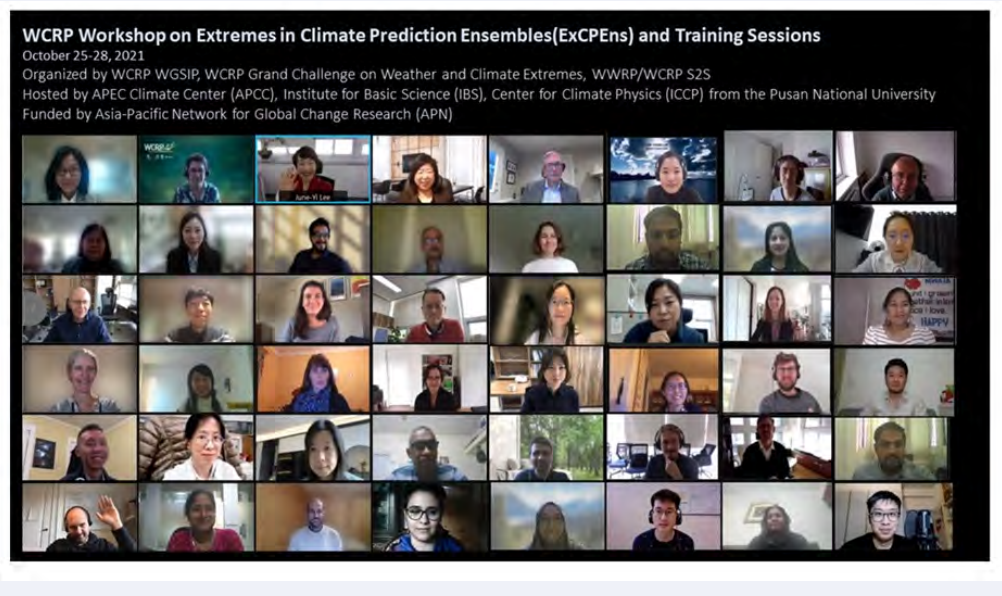 WCRP Workshop on Extremes in Climate Prediction Ensembles(ExCPEns) and Training Sessions
October 25-28, 2021
Organized by WCRP WGSIP, WCRP Grand Challenge on Weather and Climate Extremes, WWRP/WCRP S2S
Hosted by APEC Climate Center (APCC), Institute for Basic Science (IBS), Center for Climate Physics (ICCP) from the Pusan National University
Funded by Asia-Pacific Network for Global Change Research (APN)
WCRP
June-Yi Lee
HAPPY